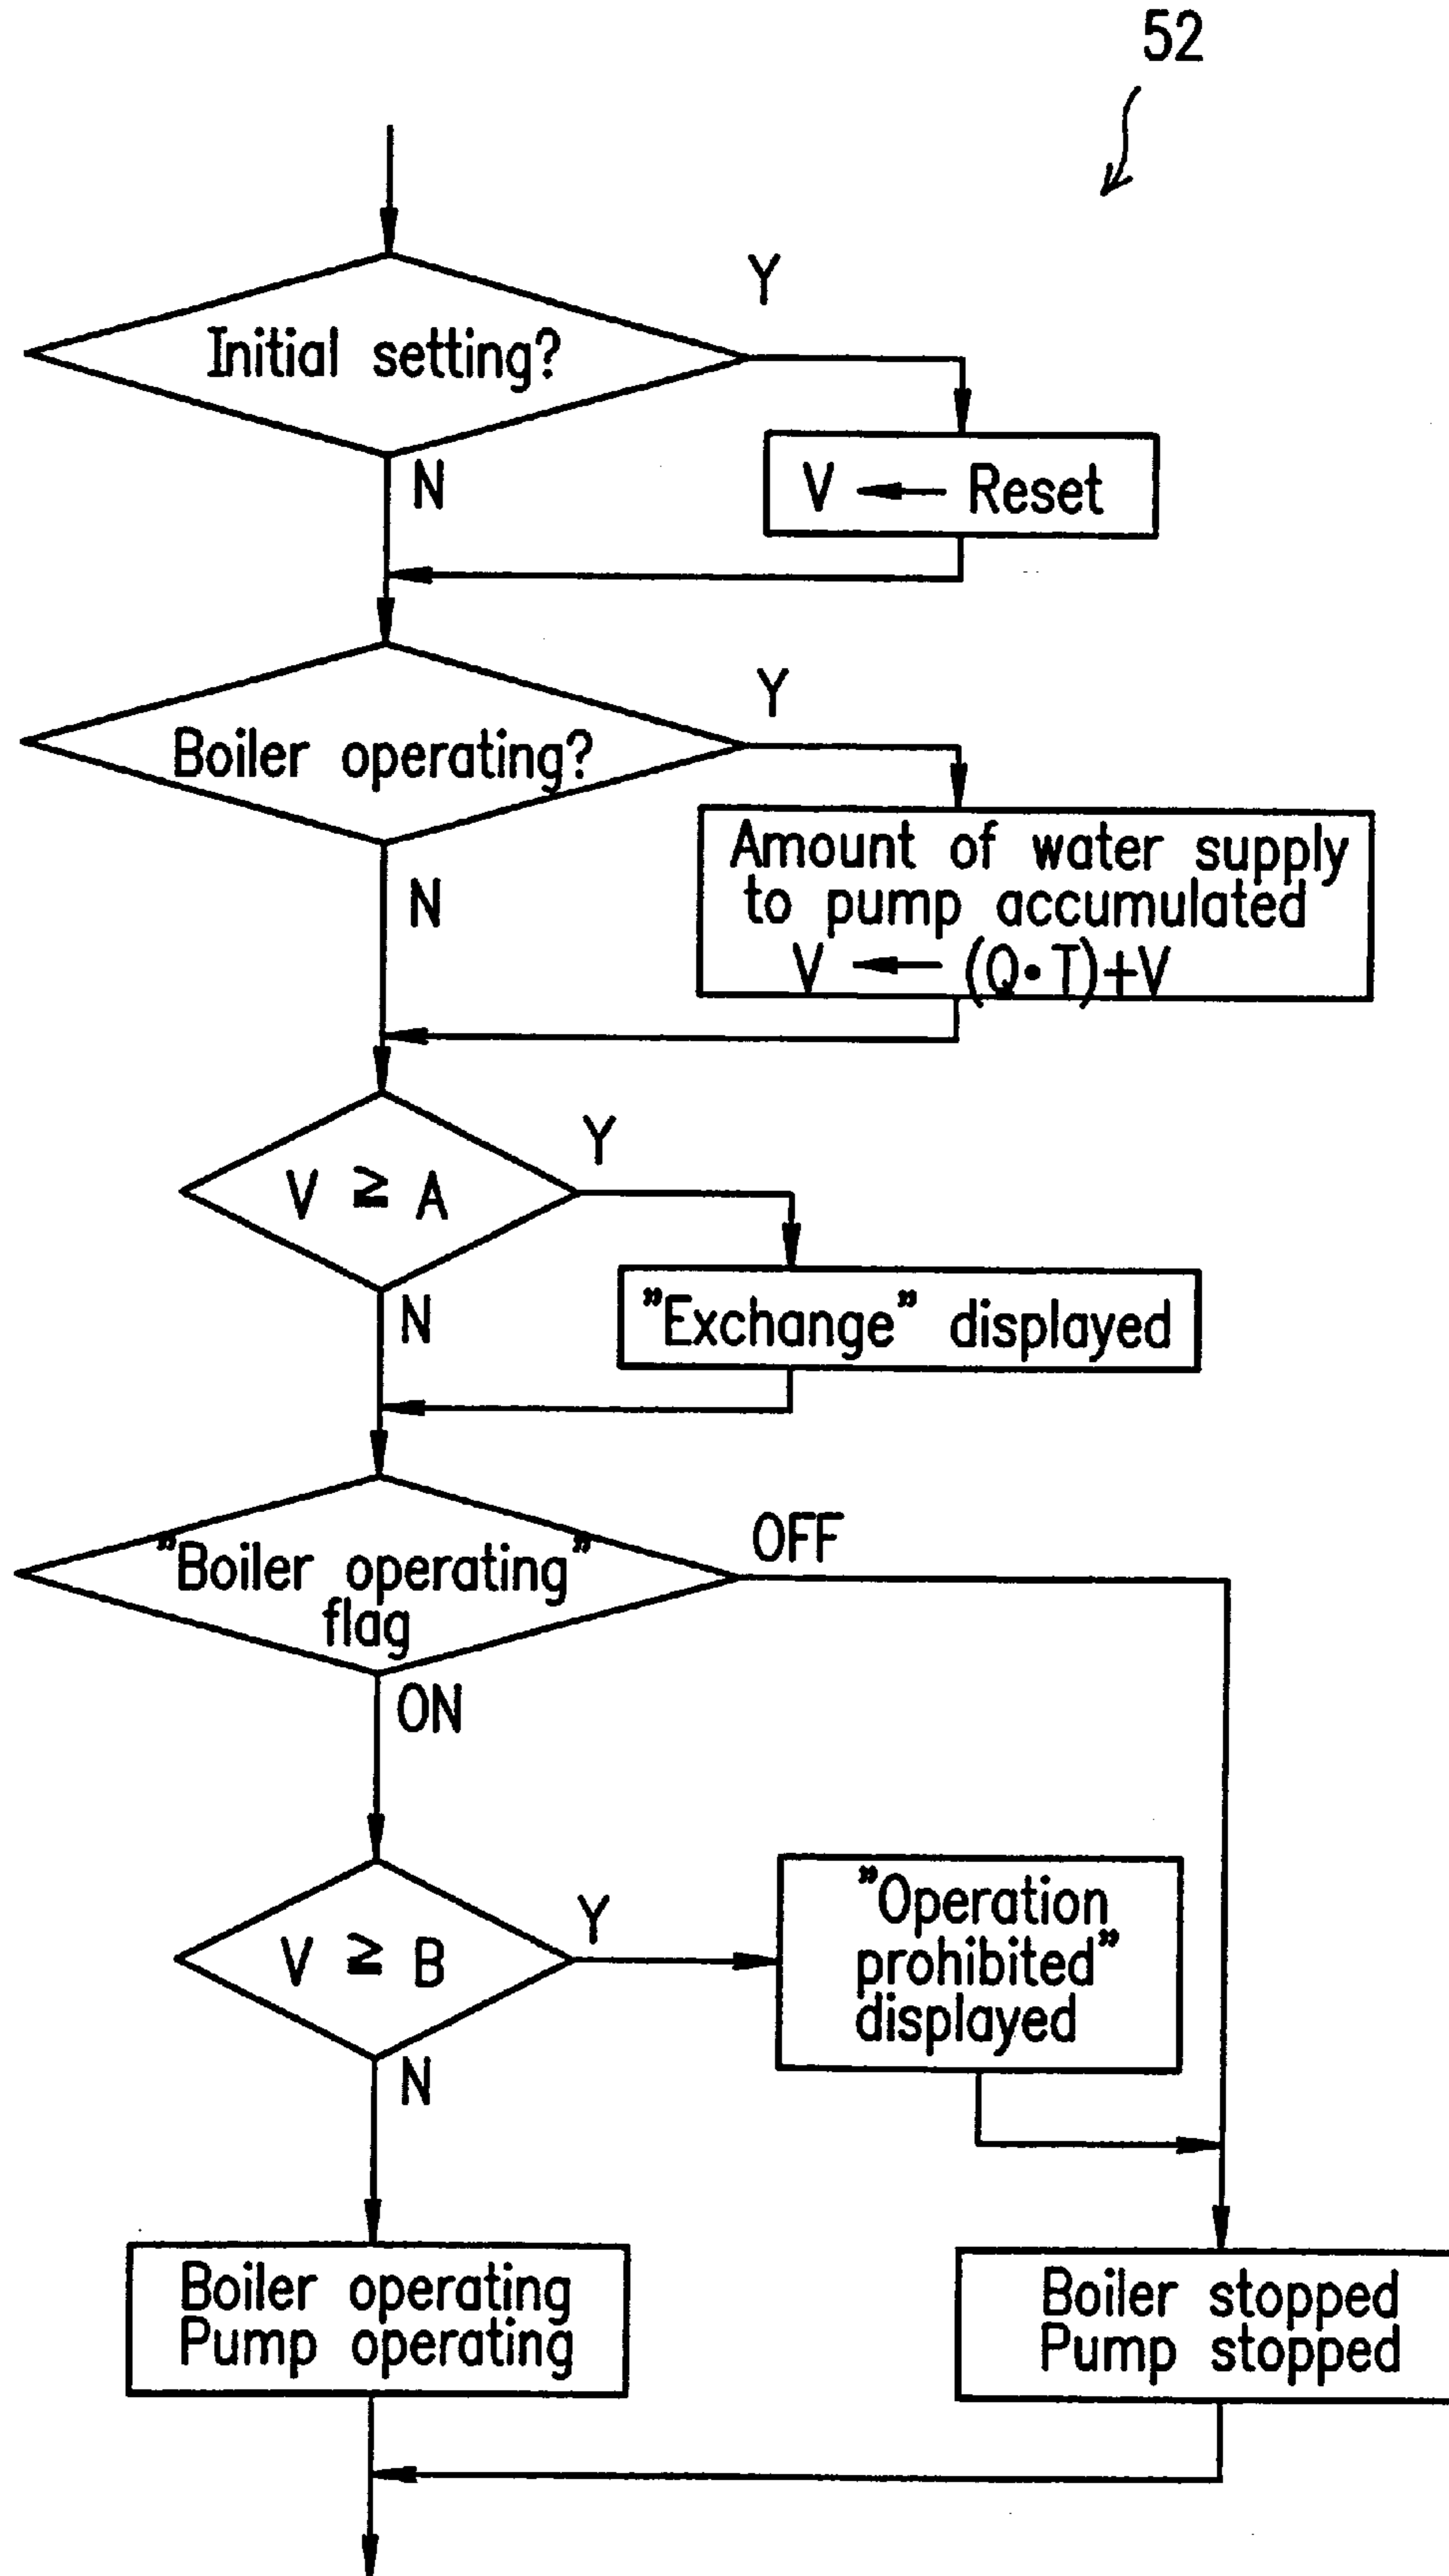 52
Initial setting?
Y
N
V ← Reset
Boiler operating?
Y
N
Amount of water supply
to pump accumulated
V ← (Q•T)+V
V ≧ A
Y
N
”Exchange” displayed
”Boiler operating”
flag
OFF
ON
V ≧ B
Y
N
”Operation
prohibited”
displayed
Boiler operating
Pump operating
Boiler stopped
Pump stopped